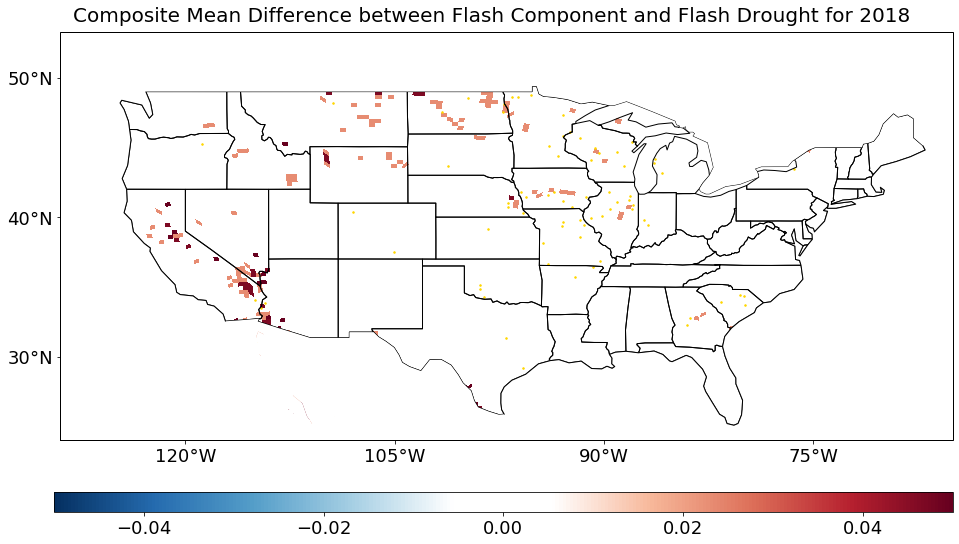 Composite Mean Difference between Flash Component and Flash Drought for 2018
50°N
40°N
30°N
120°W 105°W 90°W 75°W
−0.04 −0.02 0.00 0.02 0.04